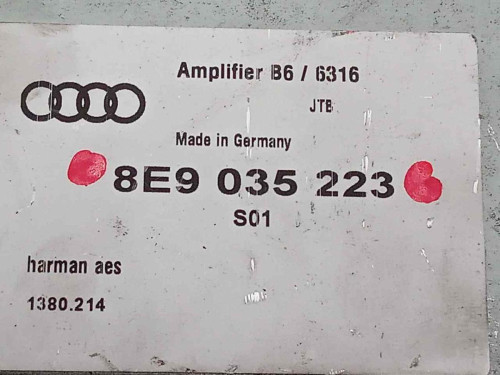 Amplifier B6 / 6316
JTB
Made in Germany
8E9 035 223
S01
harman aes
1380.214